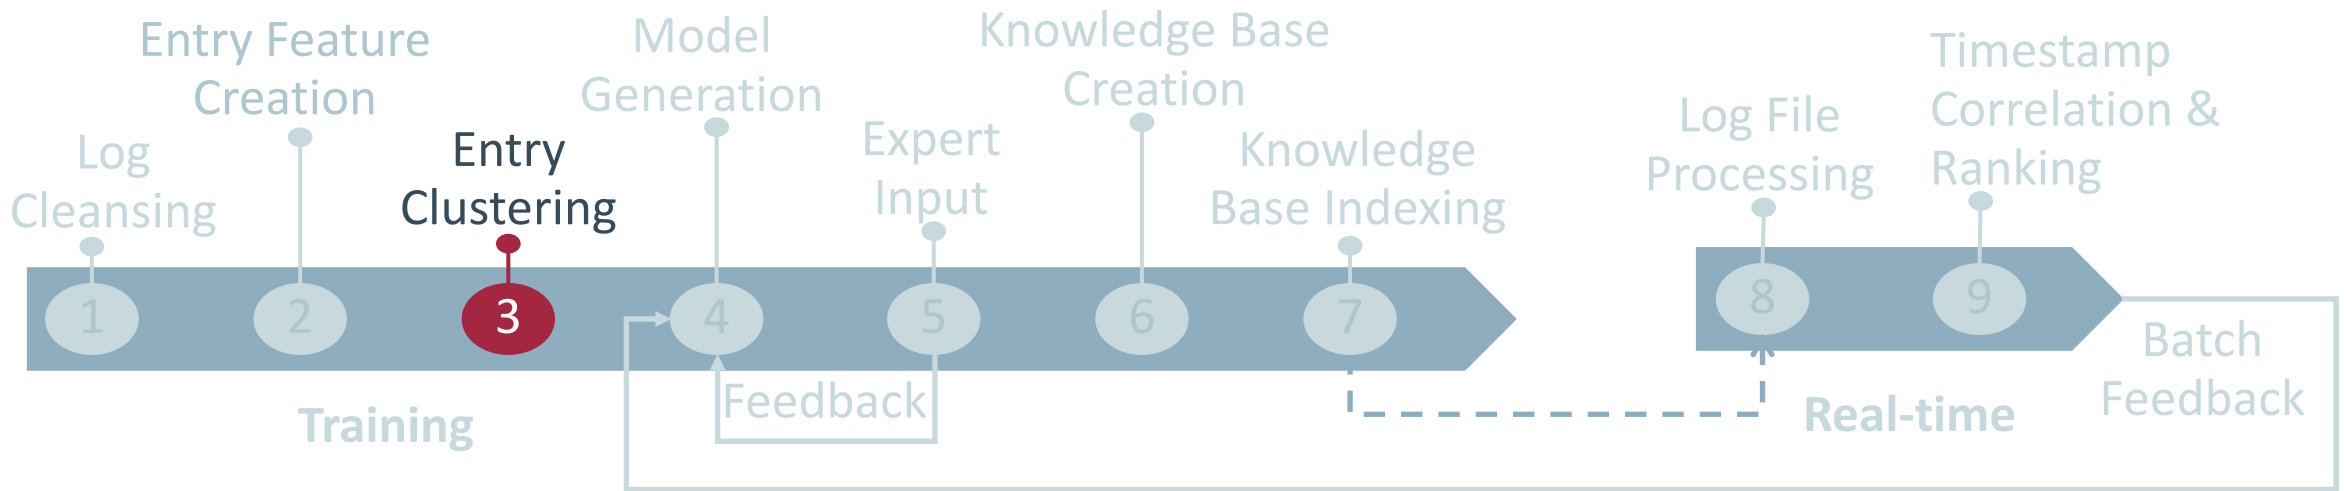 Log
Cleansing
Entry Feature
Creation
Entry
Clustering
Model
Generation
Expert
Input
Knowledge Base
Creation
Knowledge
Base Indexing
Log File
Processing
Timestamp
Correlation &
Ranking
1
2
3
4
5
6
7
8
9
Training
Feedback
Real-time
Batch
Feedback